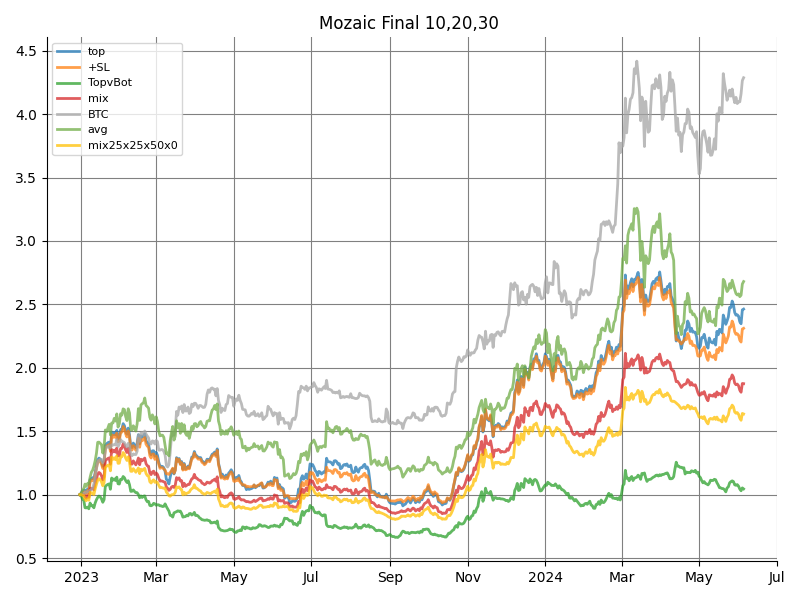 Mozaic Final 10,20,30
top
+SL
TopvBot
mix
BTC
avg
mix25x25x50x0
4.5
4.0
3.5
3.0
2.5
2.0
1.5
1.0
0.5
2023 Mar May Jul Sep Nov 2024 Mar May Jul